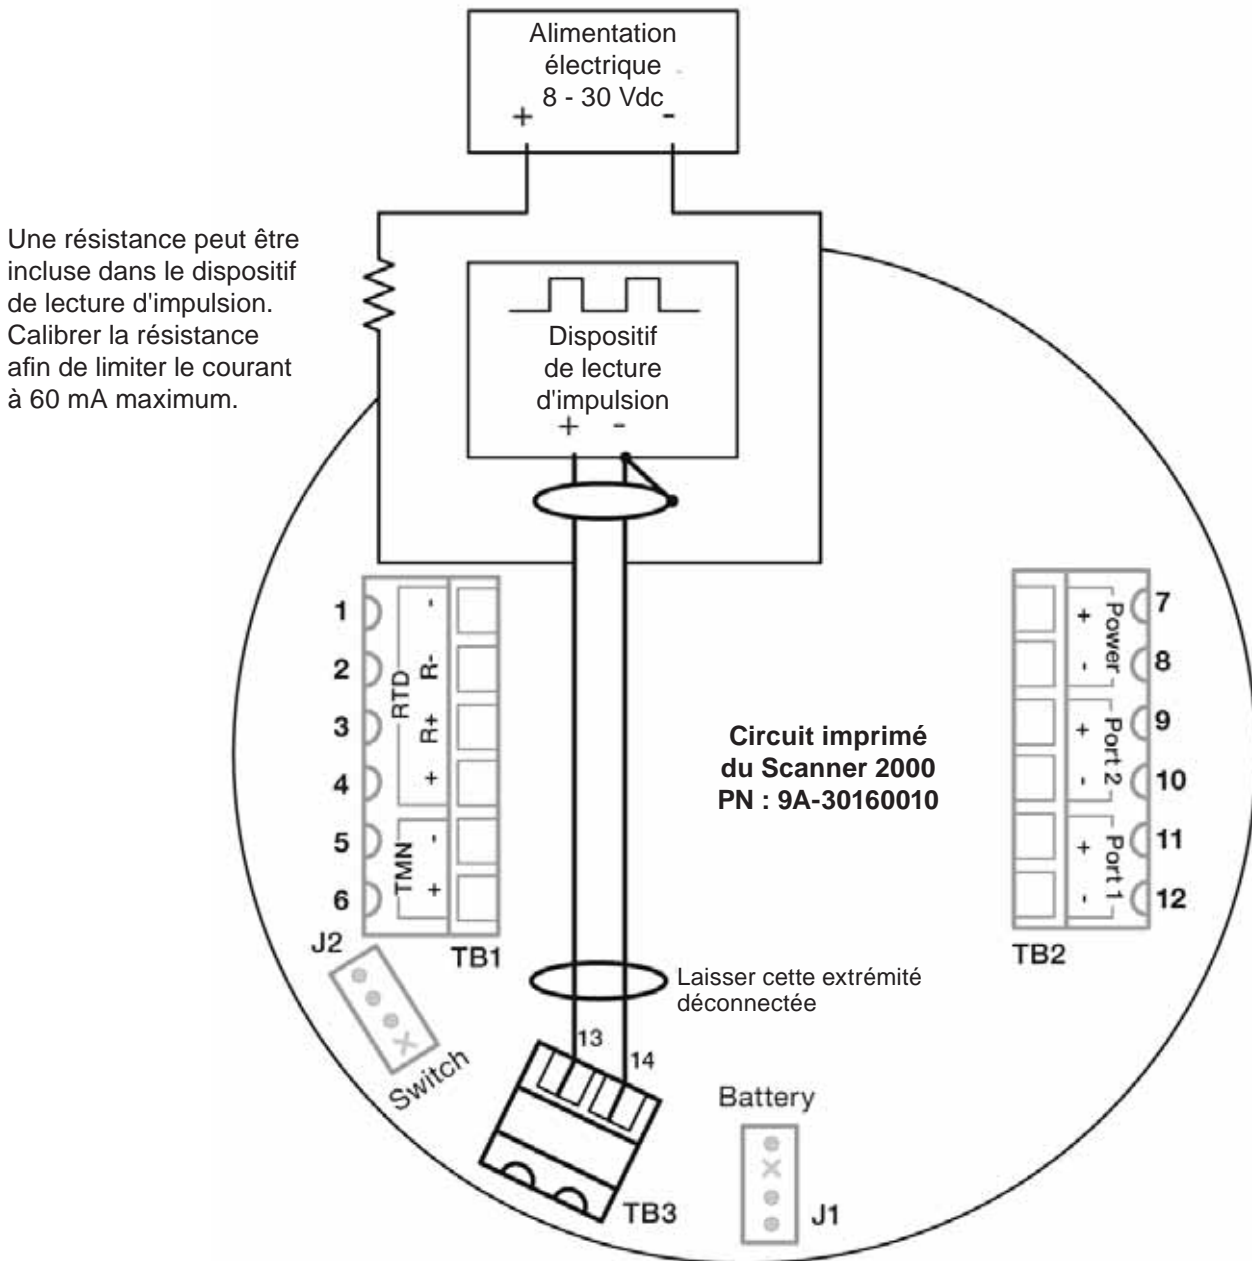 Alimentation
électrique
8 - 30 Vdc
+ -
Une résistance peut être
incluse dans le dispositif
de lecture d'impulsion.
Calibrer la résistance
afin de limiter le courant
à 60 mA maximum.
Dispositif
de lecture
d'impulsion
+ -
1
2
3
4
5
6
RTD
-
R-
R+
+
TMN
-
+
TB1
Circuit imprimé
du Scanner 2000
PN : 9A-30160010
Power
+
-
Port 2
+
-
Port 1
+
-
7
8
9
10
11
12
TB2
J2
Switch
Laisser cette extrémité
déconnectée
13
14
TB3
Battery
J1